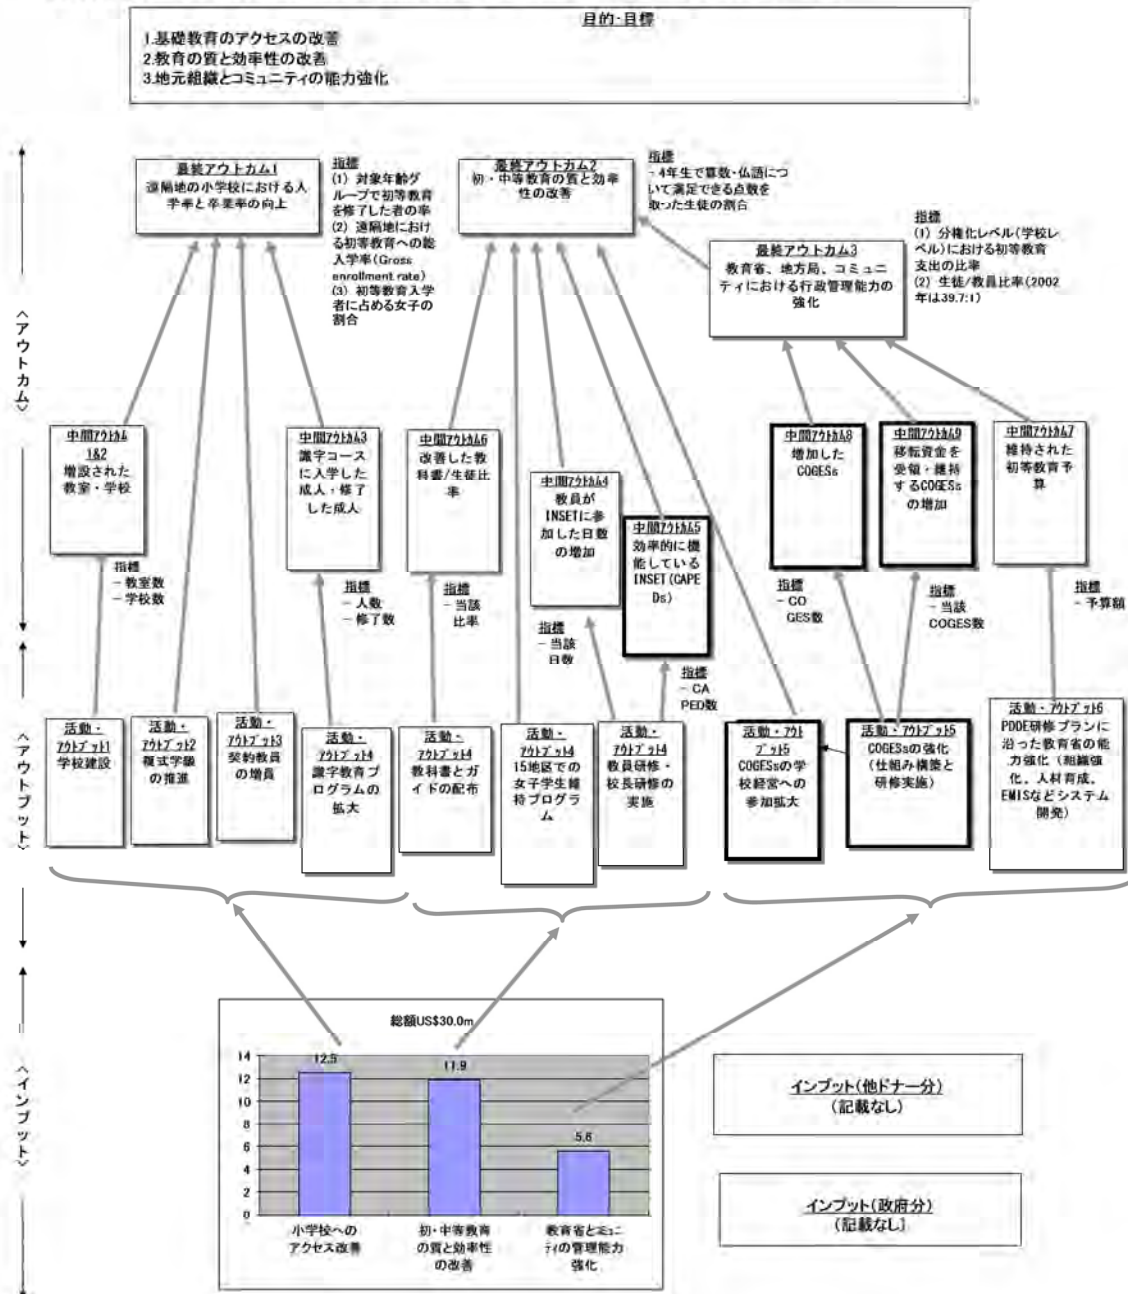 目的・目標
1.基礎教育のアクセスの改善
2.教育の質と効率性の改善
3.地元組織とコミュニティの能力強化
最終アウトカム1
遠隔地の小学校における入
学率と卒業率の向上
指標
(1) 対象年齢グ
ループで初等教育
を修了した者の率
(2) 遠隔地におけ
る初等教育への総
入学率(Gross
enrollment rate)
(3) 初等教育入学
者に占める女子の
割合
最終アウトカム2
初・中等教育の質と効率
性の改善
指標
- 4年生で算数・仏語につ
いて満足できる点数を
取った生徒の割合
最終アウトカム3
教育省、地方局、コミュニ
ティにおける行政管理能力の
強化
指標
(1) 分権化レベル(学校レ
ベル)における初等教育
支出の比率
(2) 生徒/教員比率(2002
年は39.7:1)
〈アウトカム〉
中間アウトカム
1&2
増設された
教室・学校
指標
- 教室数
- 学校数
中間アウトカム3
識字コース
に入学した
成人・修了
した成人
指標
- 人数
- 修了数
中間アウトカム6
改善した教
科書/生徒比
率
指標
- 当該
比率
中間アウトカム4
教員が
INSETに参
加した日数
の増加
指標
- 当該
日数
中間アウトカム5
効率的に機
能している
INSET(CAPE
Ds)
指標
- CA
PED数
中間アウトカム8
増加した
COGESs
指標
- CO
GES数
中間アウトカム9
移転資金を
受領・維持
するCOGESs
の増加
指標
- 当該
COGES数
中間アウトカム7
維持された
初等教育予
算
指標
- 予算額
〈アウトプット〉
活動・
アウトプット1
学校建設
活動・
アウトプット2
複式学級
の推進
活動・
アウトプット3
契約教員
の増員
活動・
アウトプット4
識字教育プ
ログラムの
拡大
活動・
アウトプット4
教科書とガ
イドの配布
活動・
アウトプット4
15地区での
女子学生維
持プログラ
ム
活動・
アウトプット4
教員研修・
校長研修の
実施
活動・アウト
プット5
COGESsの学
校経営への
参加拡大
活動・アウトプット5
COGESsの強化
(仕組み構築と
研修実施)
活動・アウトプット6
PDDE研修プランに
沿った教育省の能
力強化(組織強
化、人材育成、
EMISなどシステム
開発)
〈インプット〉
総額US$30.0m
14
12
10
8
6
4
2
0
12.5
11.9
5.6
小学校への
アクセス改善
初・中等教育
の質と効率性
の改善
教育省とコミュニ
ティの管理能力
強化
インプット(他ドナー分)
(記載なし)
インプット(政府分)
(記載なし)